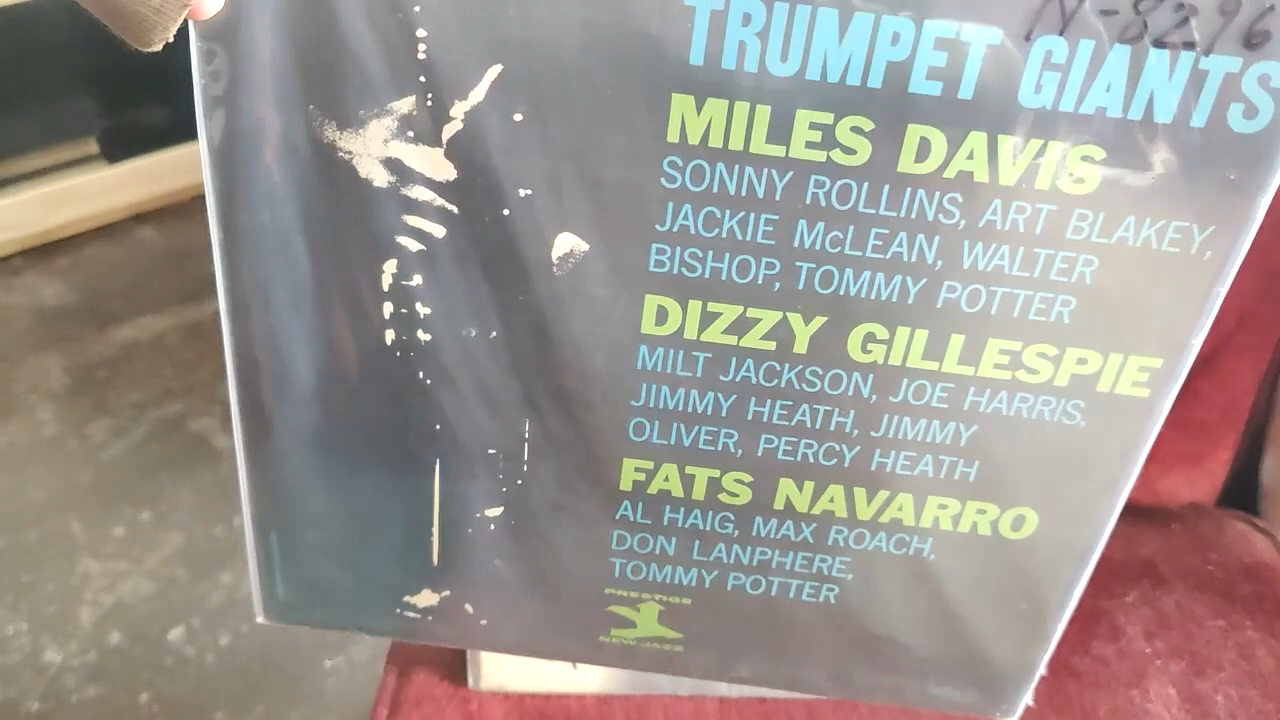 N-8296
TRUMPET GIANTS
MILES DAVIS
SONNY ROLLINS, ART BLAKEY,
JACKIE McLEAN, WALTER
BISHOP, TOMMY POTTER
DIZZY GILLESPIE
MILT JACKSON, JOE HARRIS,
JIMMY HEATH, JIMMY
OLIVER, PERCY HEATH
FATS NAVARRO
AL HAIG, MAX ROACH,
DON LANPHERE,
TOMMY POTTER
PRESTIGE
NEW JAZZ